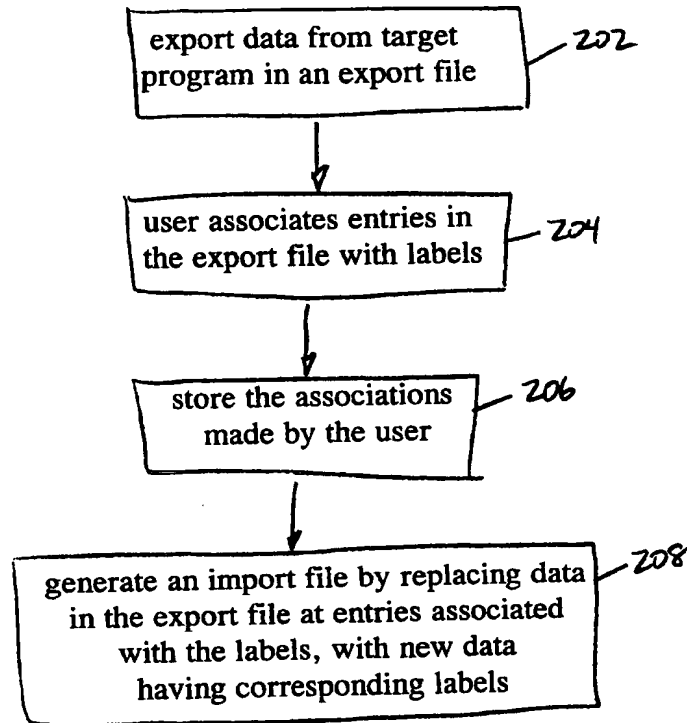 export data from target
program in an export file
202
user associates entries in
the export file with labels
204
store the associations
made by the user
206
generate an import file by replacing data
in the export file at entries associated
with the labels, with new data
having corresponding labels
208